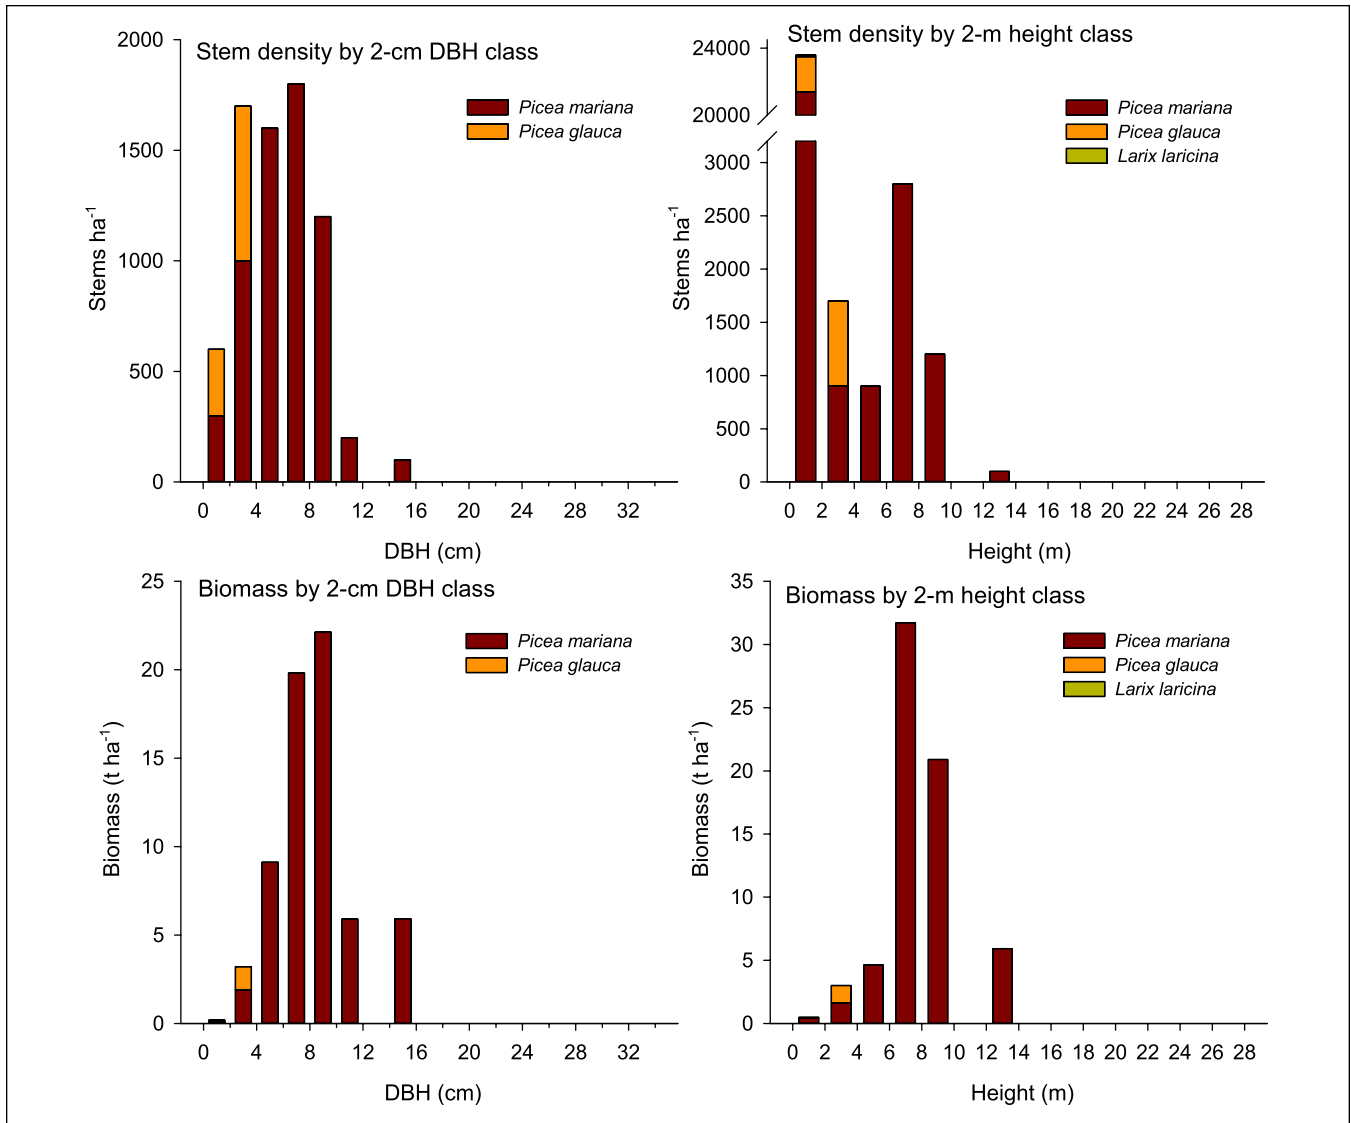 Stem density by 2-cm DBH class
Picea mariana
Picea glauca
2000
1500
1000
500
0
Stems ha-1
0 4 8 12 16 20 24 28 32
DBH (cm)
Stem density by 2-m height class
Picea mariana
Picea glauca
Larix laricina
24000
20000
3000
2500
2000
1500
1000
500
0
Stems ha-1
0 2 4 6 8 10 12 14 16 18 20 22 24 26 28
Height (m)
Biomass by 2-cm DBH class
Picea mariana
Picea glauca
25
20
15
10
5
0
Biomass (t ha-1)
0 4 8 12 16 20 24 28 32
DBH (cm)
Biomass by 2-m height class
Picea mariana
Picea glauca
Larix laricina
35
30
25
20
15
10
5
0
Biomass (t ha-1)
0 2 4 6 8 10 12 14 16 18 20 22 24 26 28
Height (m)